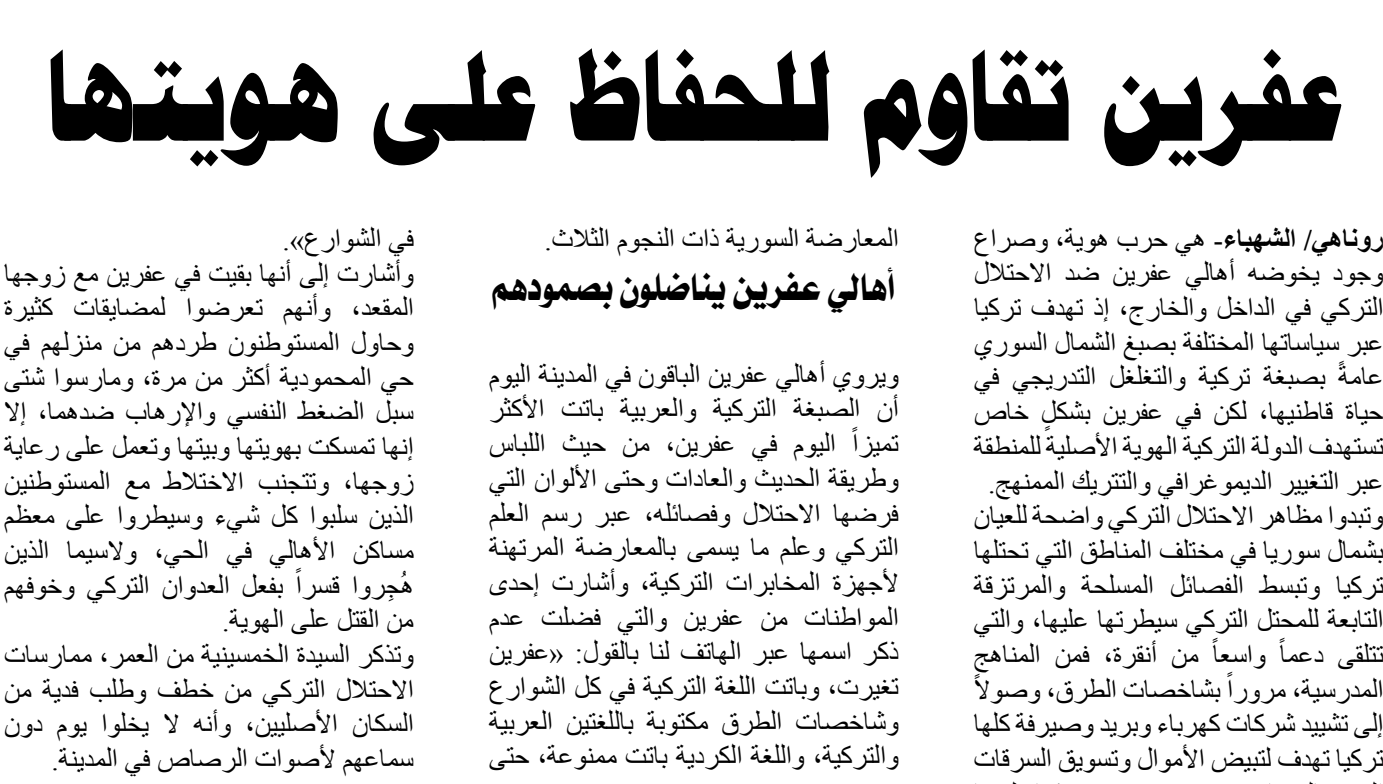 عفرين تقاوم للحفاظ على هويتها
روناهي/ الشهباء- هي حرب هوية، وصراع
وجود يخوضه أهالي عفرين ضد الاحتلال
التركي في الداخل والخارج، إذ تهدف تركيا
عبر سياساتها المختلفة بصبغ الشمال السوري
عامةً بصبغة تركية والتغلغل التدريجي في
حياة قاطنيها، لكن في عفرين بشكلٍ خاص
تستهدف الدولة التركية الهوية الأصلية للمنطقة
عبر التغيير الديموغرافي والتتريك الممنهج.
وتبدوا مظاهر الاحتلال التركي واضحة للعيان
بشمال سوريا في مختلف المناطق التي تحتلها
تركيا وتبسط الفصائل المسلحة والمرتزقة
التابعة للمحتل التركي سيطرتها عليها، والتي
تتلقى دعماً واسعاً من أنقرة، فمن المناهج
المدرسية، مروراً بشاخصات الطرق، وصولاً
إلى تشييد شركات كهرباء وبريد وصيرفة كلها
تركيا تهدف لتبيض الأموال وتسويق السرقات
المعارضة السورية ذات النجوم الثلاث.
أهالي عفرين يناضلون بصمودهم
ويروي أهالي عفرين الباقون في المدينة اليوم
أن الصبغة التركية والعربية باتت الأكثر
تميزاً اليوم في عفرين، من حيث اللباس
وطريقة الحديث والعادات وحتى الألوان التي
فرضها الاحتلال وفصائله، عبر رسم العلم
التركي وعلم ما يسمى بالمعارضة المرتهنة
لأجهزة المخابرات التركية، وأشارت إحدى
المواطنات من عفرين والتي فضلت عدم
ذكر اسمها عبر الهاتف لنا بالقول: «عفرين
تغيرت، وباتت اللغة التركية في كل الشوارع
وشاخصات الطرق مكتوبة باللغتين العربية
والتركية، واللغة الكردية باتت ممنوعة، حتى
في الشوارع».
وأشارت إلى أنها بقيت في عفرين مع زوجها
المقعد، وأنهم تعرضوا لمضايقات كثيرة
وحاول المستوطنون طردهم من منزلهم في
حي المحمودية أكثر من مرة، ومارسوا شتى
سبل الضغط النفسي والإرهاب ضدهما، إلا
إنها تمسكت بهويتها وبيتها وتعمل على رعاية
زوجها، وتتجنب الاختلاط مع المستوطنين
الذين سلبوا كل شيء وسيطروا على معظم
مساكن الأهالي في الحي، ولاسيما الذين
هُجِروا قسراً بفعل العدوان التركي وخوفهم
من القتل على الهوية.
وتذكر السيدة الخمسينية من العمر، ممارسات
الاحتلال التركي من خطف وطلب فدية من
السكان الأصليين، وأنه لا يخلوا يوم دون
سماعهم لأصوات الرصاص في المدينة.